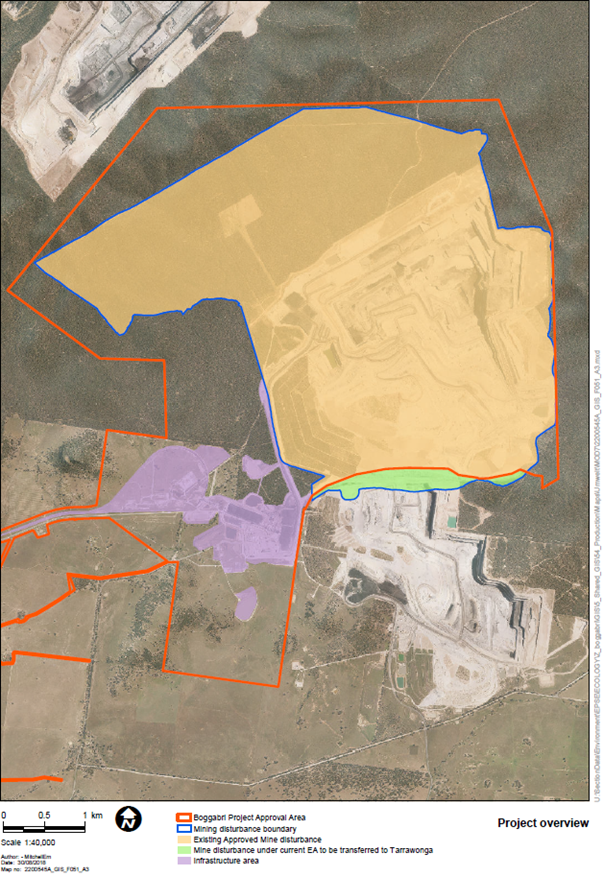 0 0.5 1 km
Scale 1:40,000
Author: - MitchelEm
Date: 30/08/2016
Map no: 2200545A_GIS_F051_A3
Boggabri Project Approval Area
Mining disturbance boundary
Existing Approved Mine disturbance
Mine disturbance under current EA to be transferred to Tarrawonga
Infrastructure area
Project overview